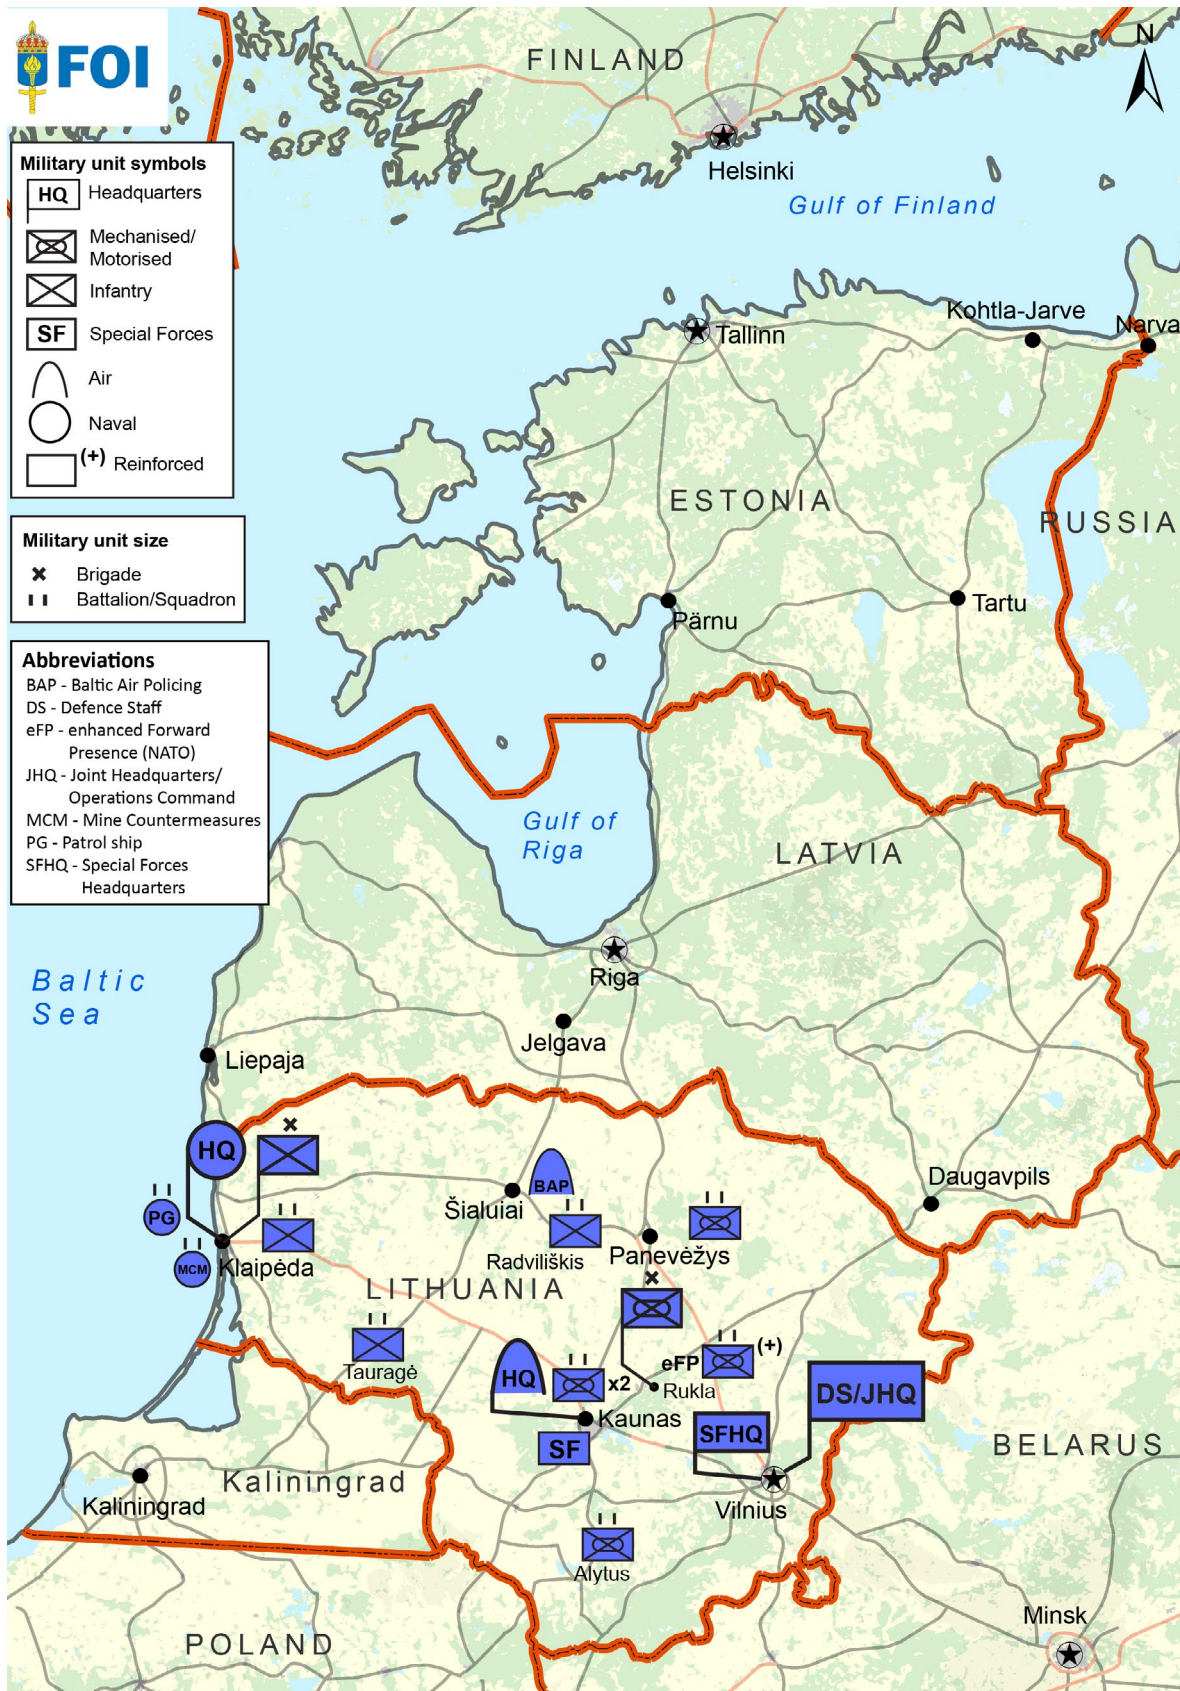 FOI
Military unit symbols
HQ Headquarters
Mechanised/
Motorised
Infantry
SF Special Forces
Air
Naval
(+) Reinforced
Military unit size
Brigade
Battalion/Squadron
Abbreviations
BAP - Baltic Air Policing
DS - Defence Staff
eFP - enhanced Forward
Presence (NATO)
JHQ - Joint Headquarters/
Operations Command
MCM - Mine Countermeasures
PG - Patrol ship
SFHQ - Special Forces
Headquarters
N
FINLAND
Helsinki
Gulf of Finland
Kohtla-Jarve
Narva
Tallinn
ESTONIA
RUSSIA
Pärnu
Tartu
Gulf of
Riga
LATVIA
Baltic
Sea
Riga
Jelgava
Liepaja
HQ
Daugavpils
BAP
PG
Šialuiai
Radviliškis
Panevėžys
MCM
Klaipėda
LITHUANIA
Tauragė
HQ
x2
eFP
(+)
Rukla
DS/JHQ
Kaunas
SFHQ
SF
BELARUS
Kaliningrad
Kaliningrad
Vilnius
Alytus
Minsk
POLAND